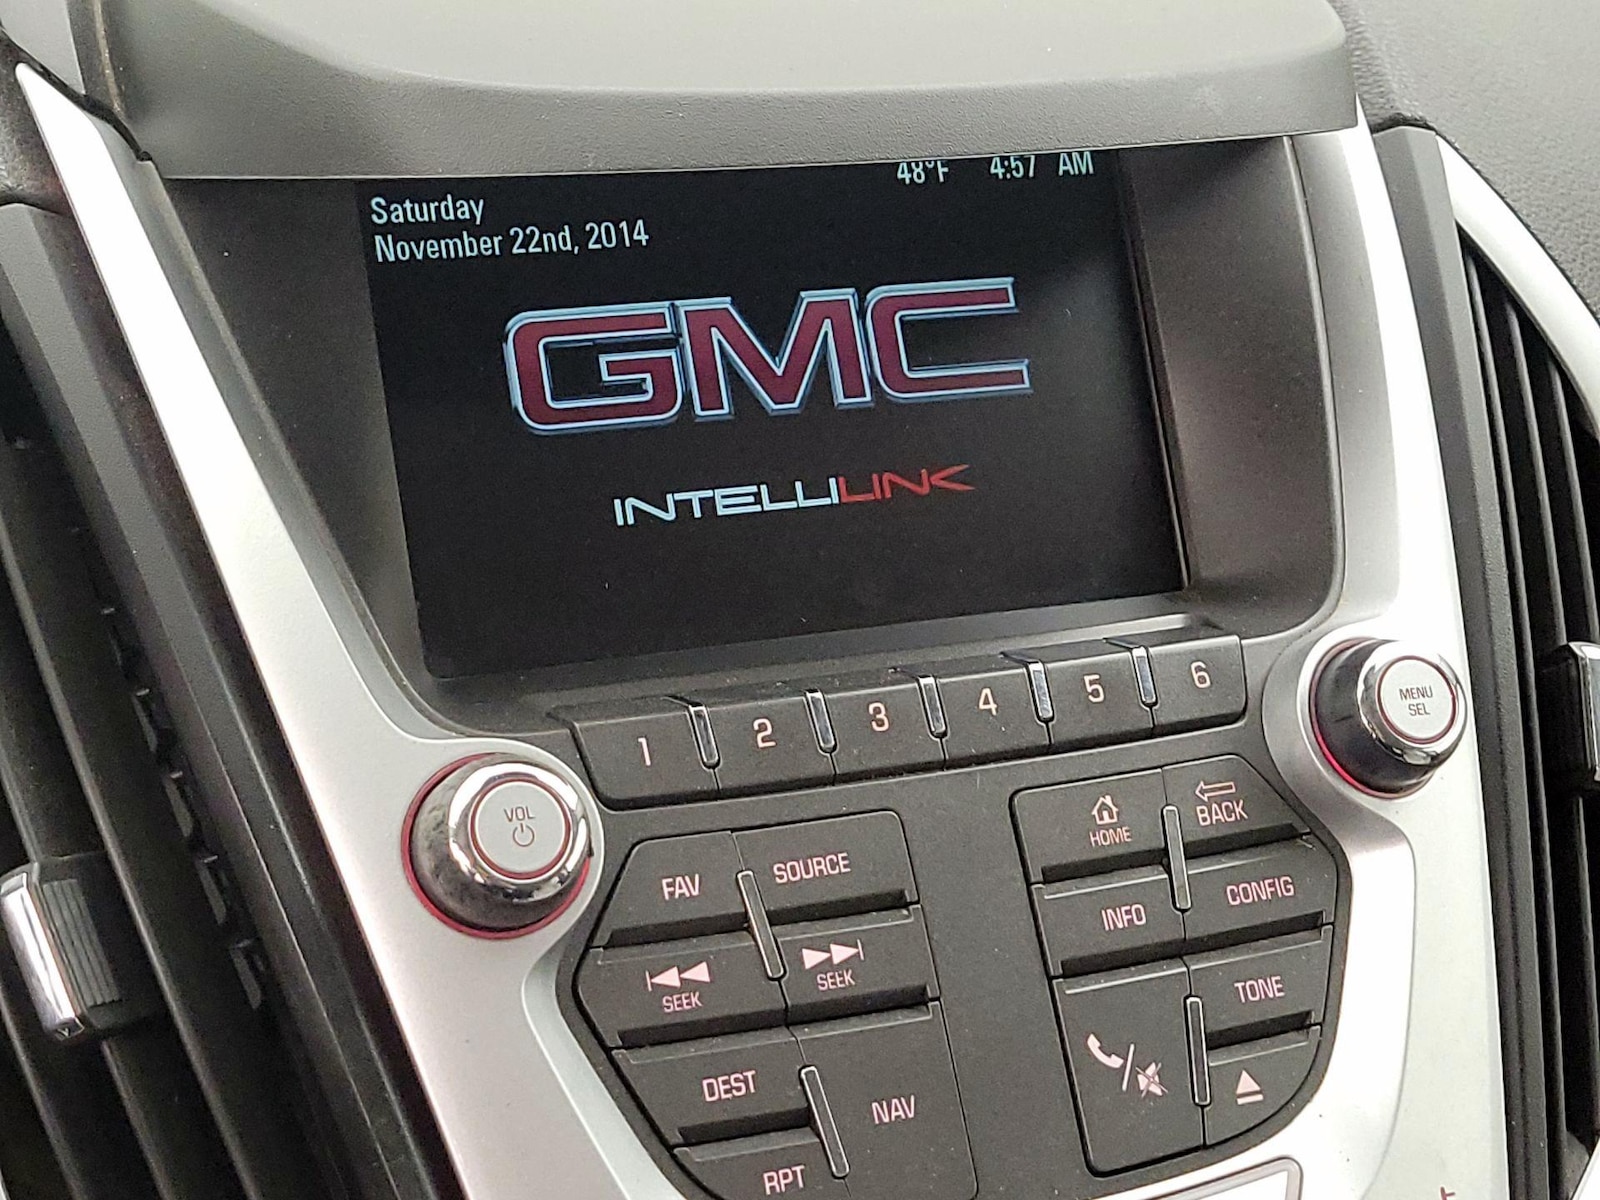 48°F 4:57 AM
Saturday
November 22nd, 2014
GMC
INTELLILINK
1 2 3 4 5 6
MENU
SEL
VOL
HOME
BACK
FAV
SOURCE
INFO
CONFIG
SEEK
SEEK
TONE
DEST
NAV
RPT